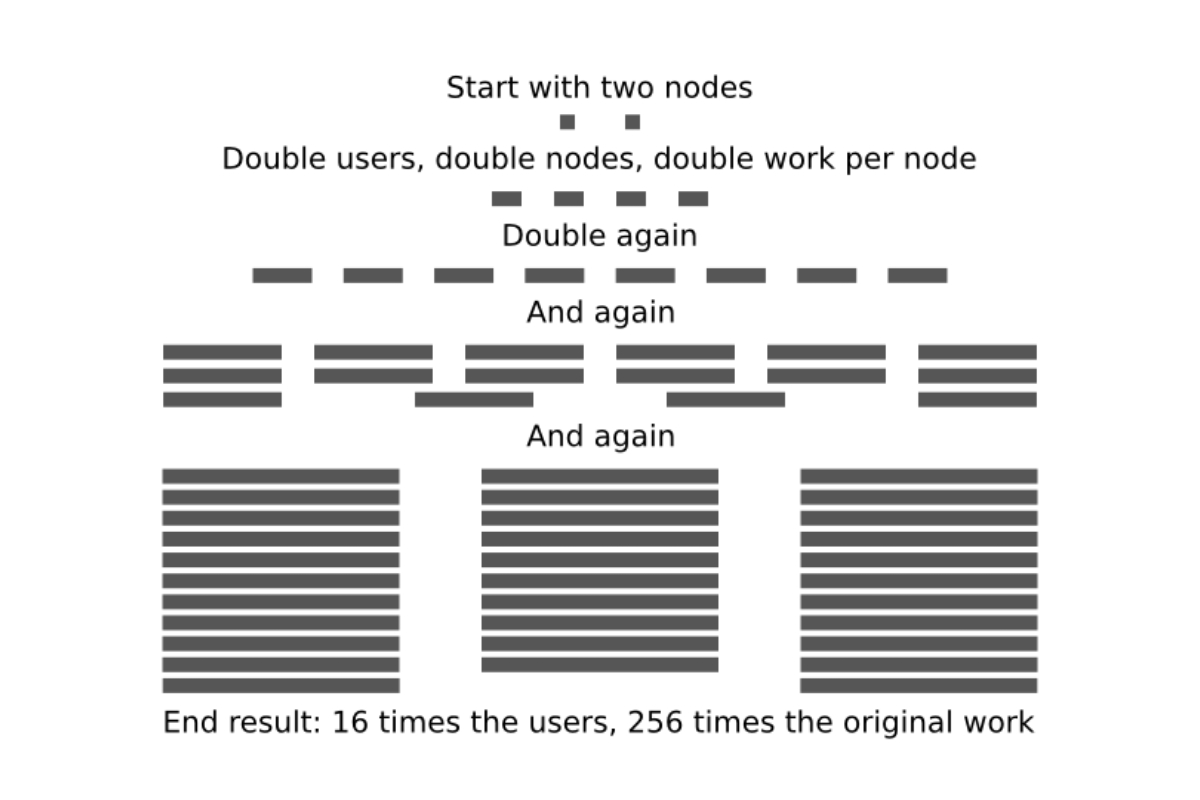 Start with two nodes
Double users, double nodes, double work per node
Double again
And again
And again
End result: 16 times the users, 256 times the original work